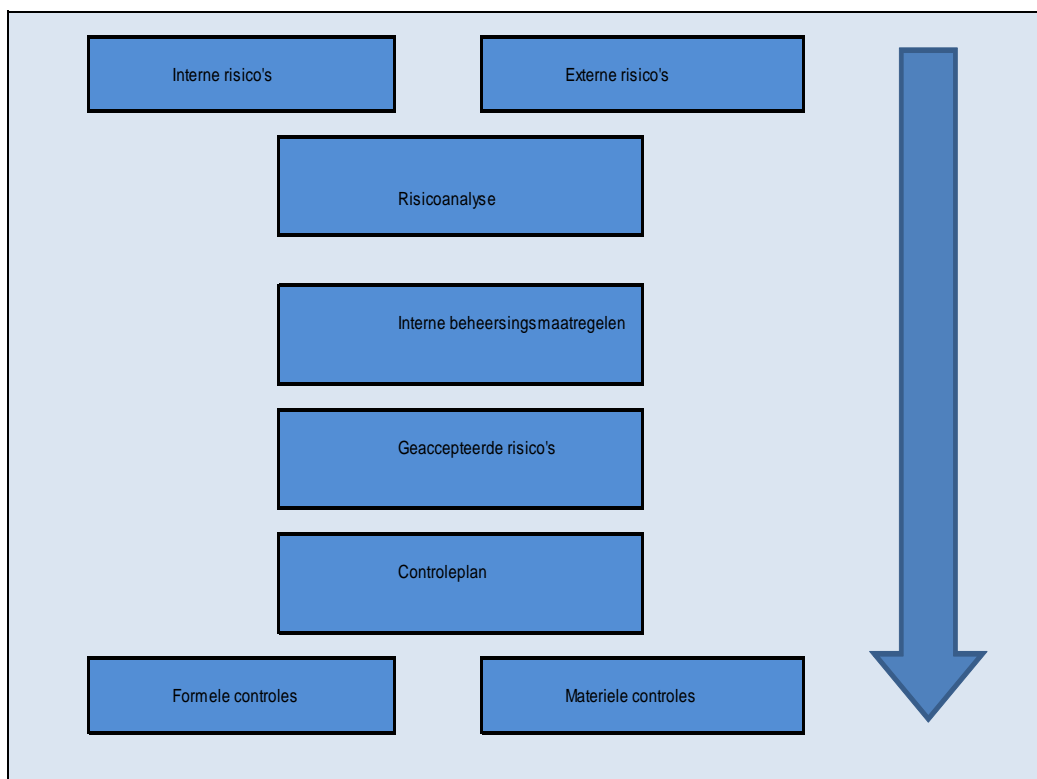 Interne risico's
Externe risico's
Risicoanalyse
Interne beheersingsmaatregelen
Geaccepteerde risico's
Controleplan
Formele controles
Materiele controles